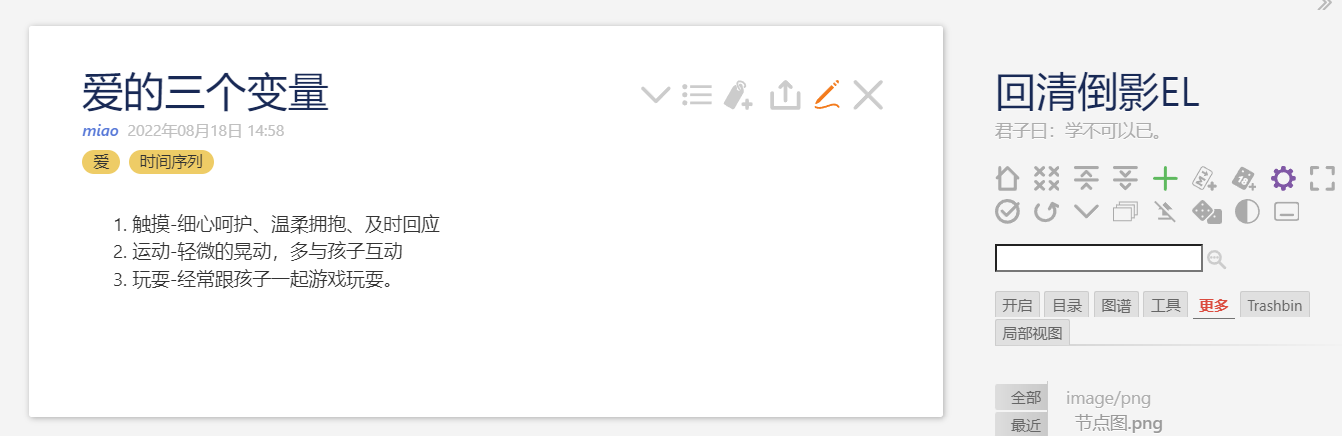 爱的三个变量
miao 2022年08月18日 14:58
爱 时间序列
1. 触摸-细心呵护、温柔拥抱、及时回应
2. 运动-轻微的晃动，多与孩子互动
3. 玩耍-经常跟孩子一起游戏玩耍。
回清倒影EL
君子曰：学不可以已。
开启 目录 图谱 工具 更多 Trashbin
局部视图
全部 image/png
最近 节点图.png